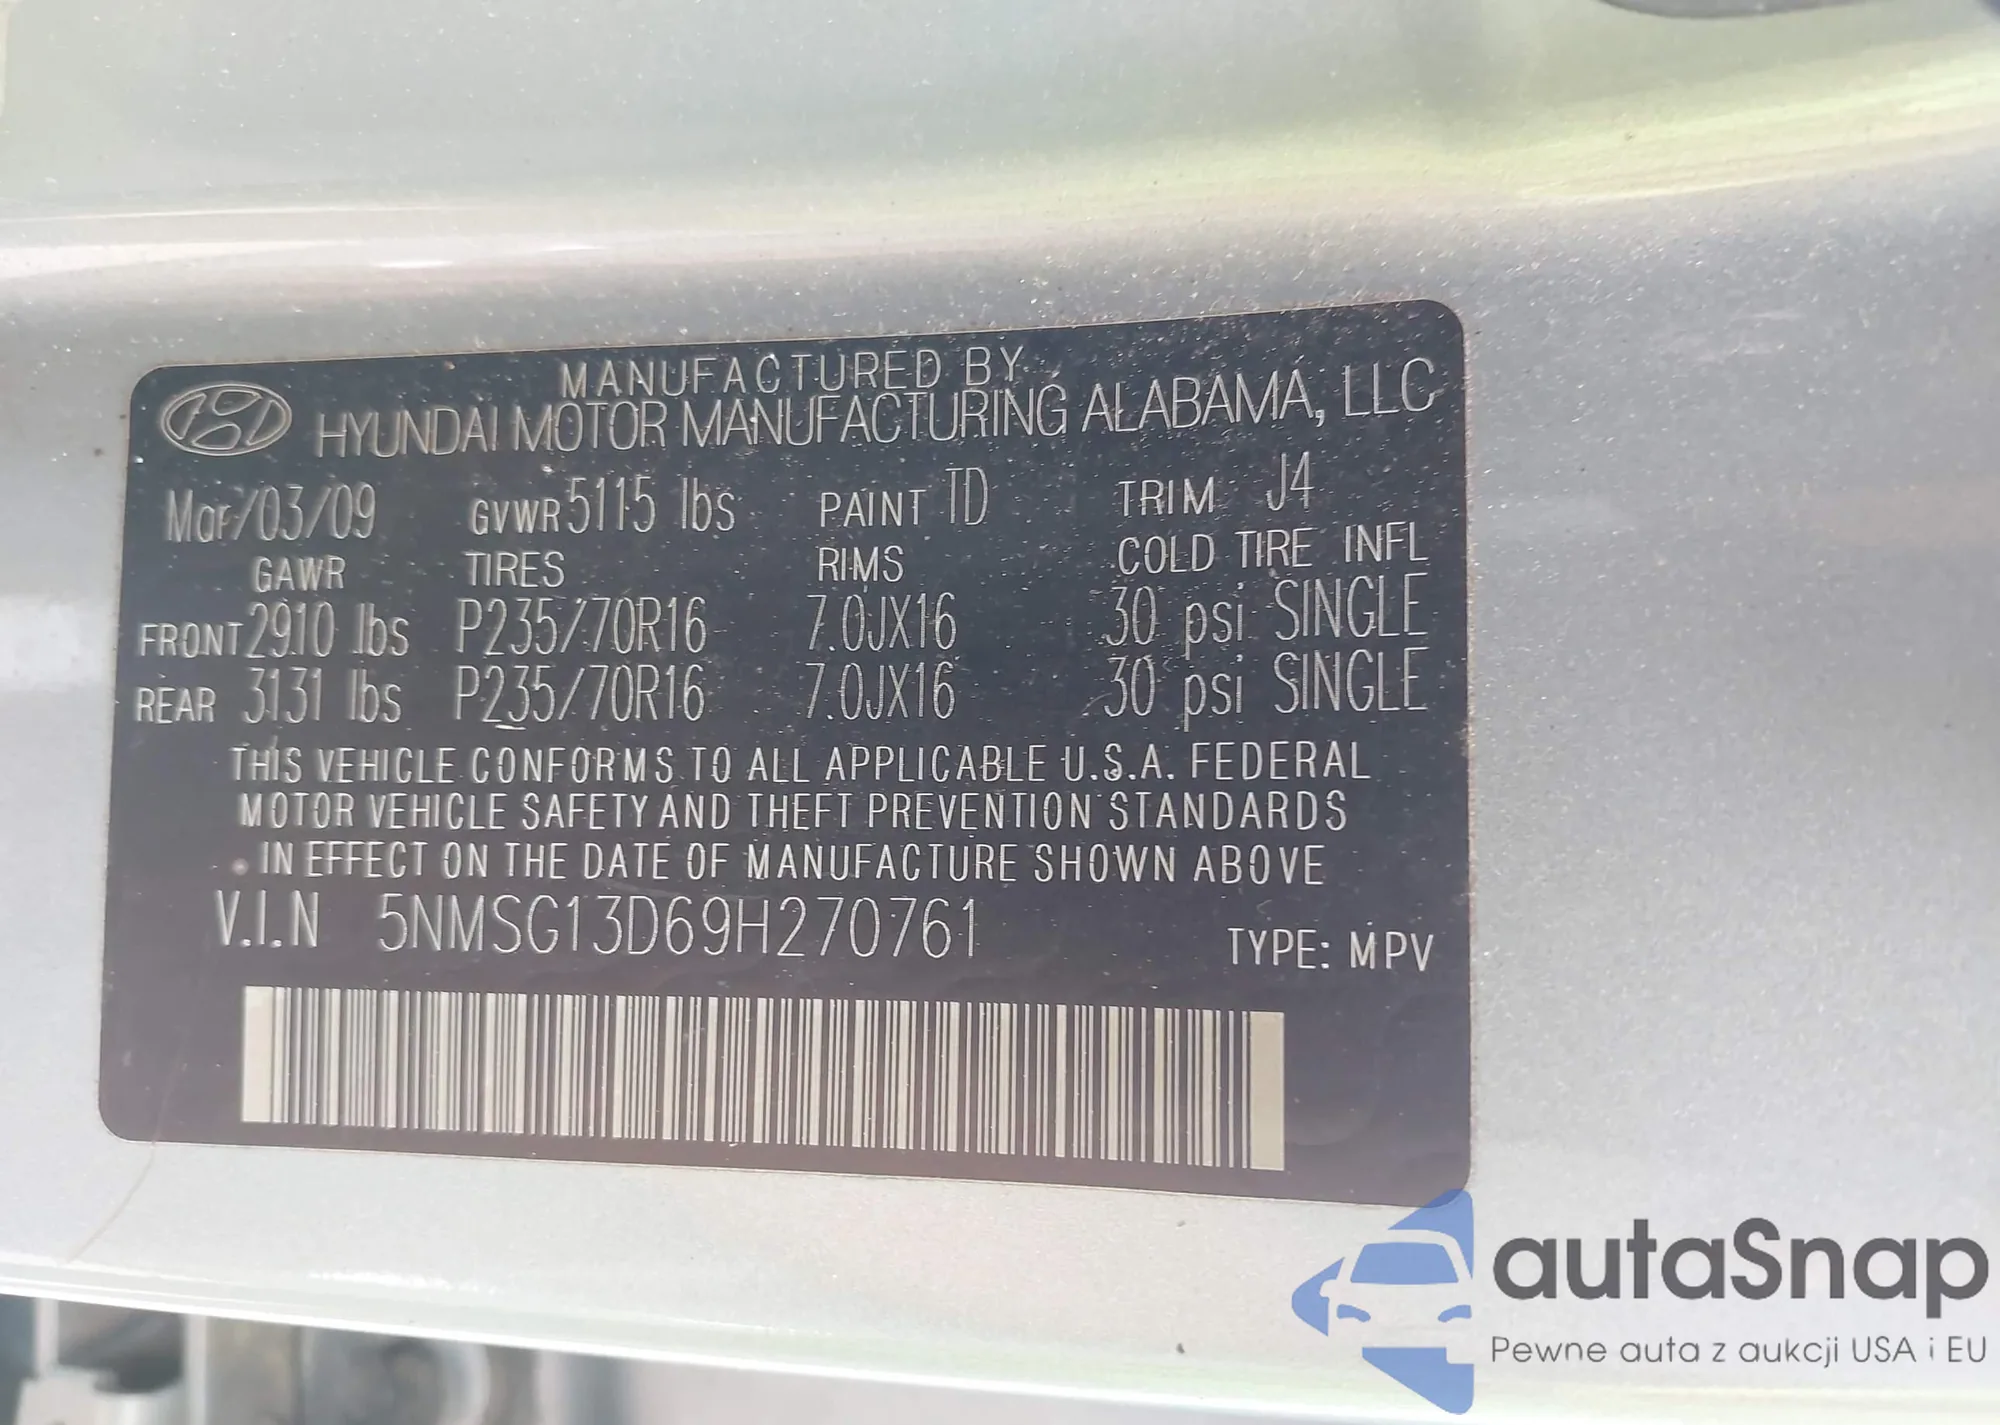 MANUFACTURED BY
HYUNDAI MOTOR MANUFACTURING ALABAMA, LLC
Mar/03/09 GVWR 5115 lbs PAINT TD TRIM J4
GAWR TIRES RIMS COLD TIRE INFL
FRONT 2910 lbs P235/70R16 7.0JX16 30 psi SINGLE
REAR 3131 lbs P235/70R16 7.0JX16 30 psi SINGLE
THIS VEHICLE CONFORMS TO ALL APPLICABLE U.S.A. FEDERAL
MOTOR VEHICLE SAFETY AND THEFT PREVENTION STANDARDS
IN EFFECT ON THE DATE OF MANUFACTURE SHOWN ABOVE
V.I.N 5NMSG13D69H270761 TYPE: MPV
autaSnap
Pewne auta z aukcji USA i EU